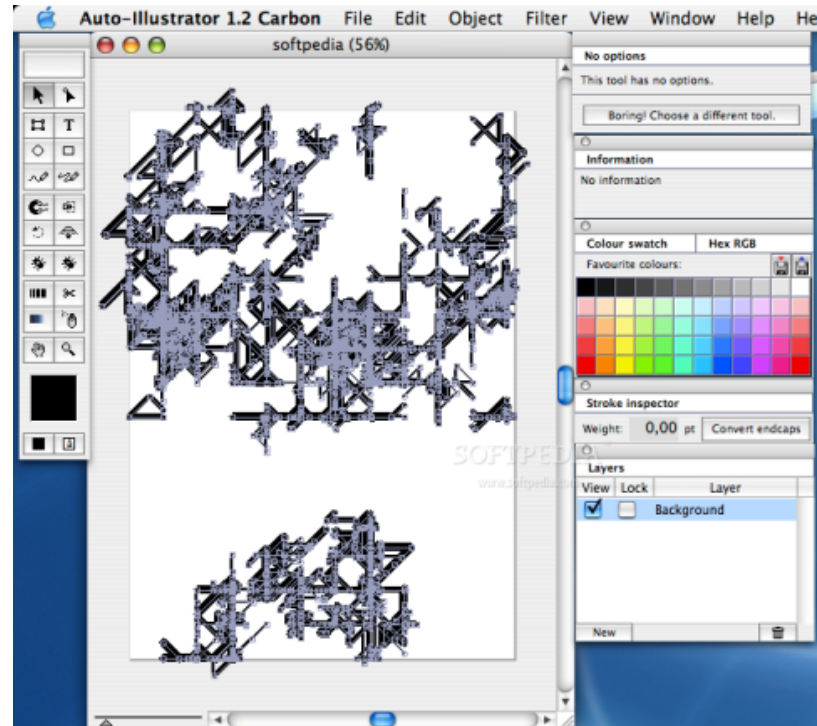 Auto-Illustrator 1.2 Carbon File Edit Object Filter View Window Help He
softpedia (56%)
T
No options
This tool has no options.
Boring! Choose a different tool.
Information
No information
Colour swatch Hex RGB
Favourite colours:
Stroke inspector
Weight: 0,00 pt Convert endcaps
SOFTPEDIA
www.softpedia.com
Layers
View Lock Layer
Background
New